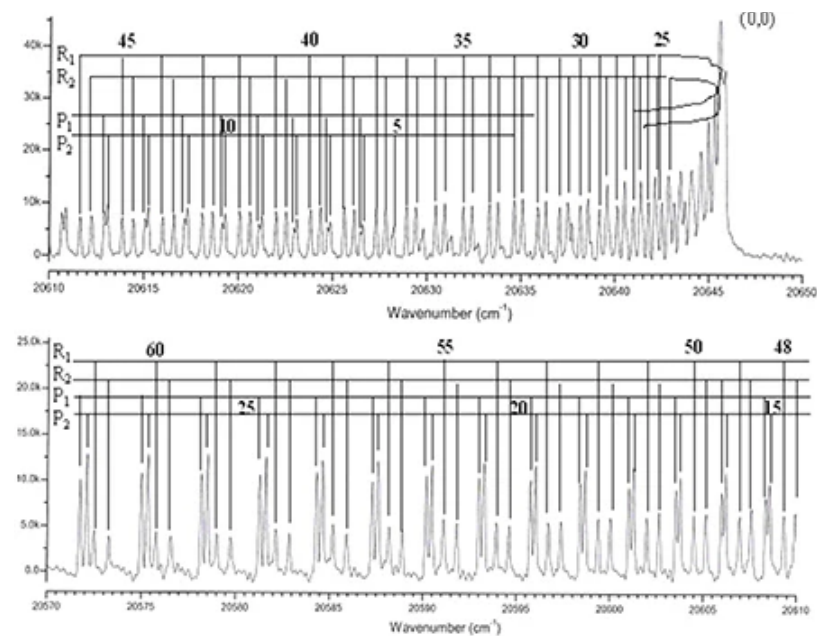 (0,0)
45 40 35 30 25
R1
R2
P1
10 5
P2
40k
30k
20k
10k
0
20610 20615 20620 20625 20630 20635 20640 20645 20650
Wavenumber (cm-1)
25.0k
20.0k
15.0k
10.0k
5.0k
0.0
R1 60 55 50 48
R2
P1
P2 25 20 15
20570 20575 20580 20585 20590 20595 20600 20605 20610
Wavenumber (cm-1)